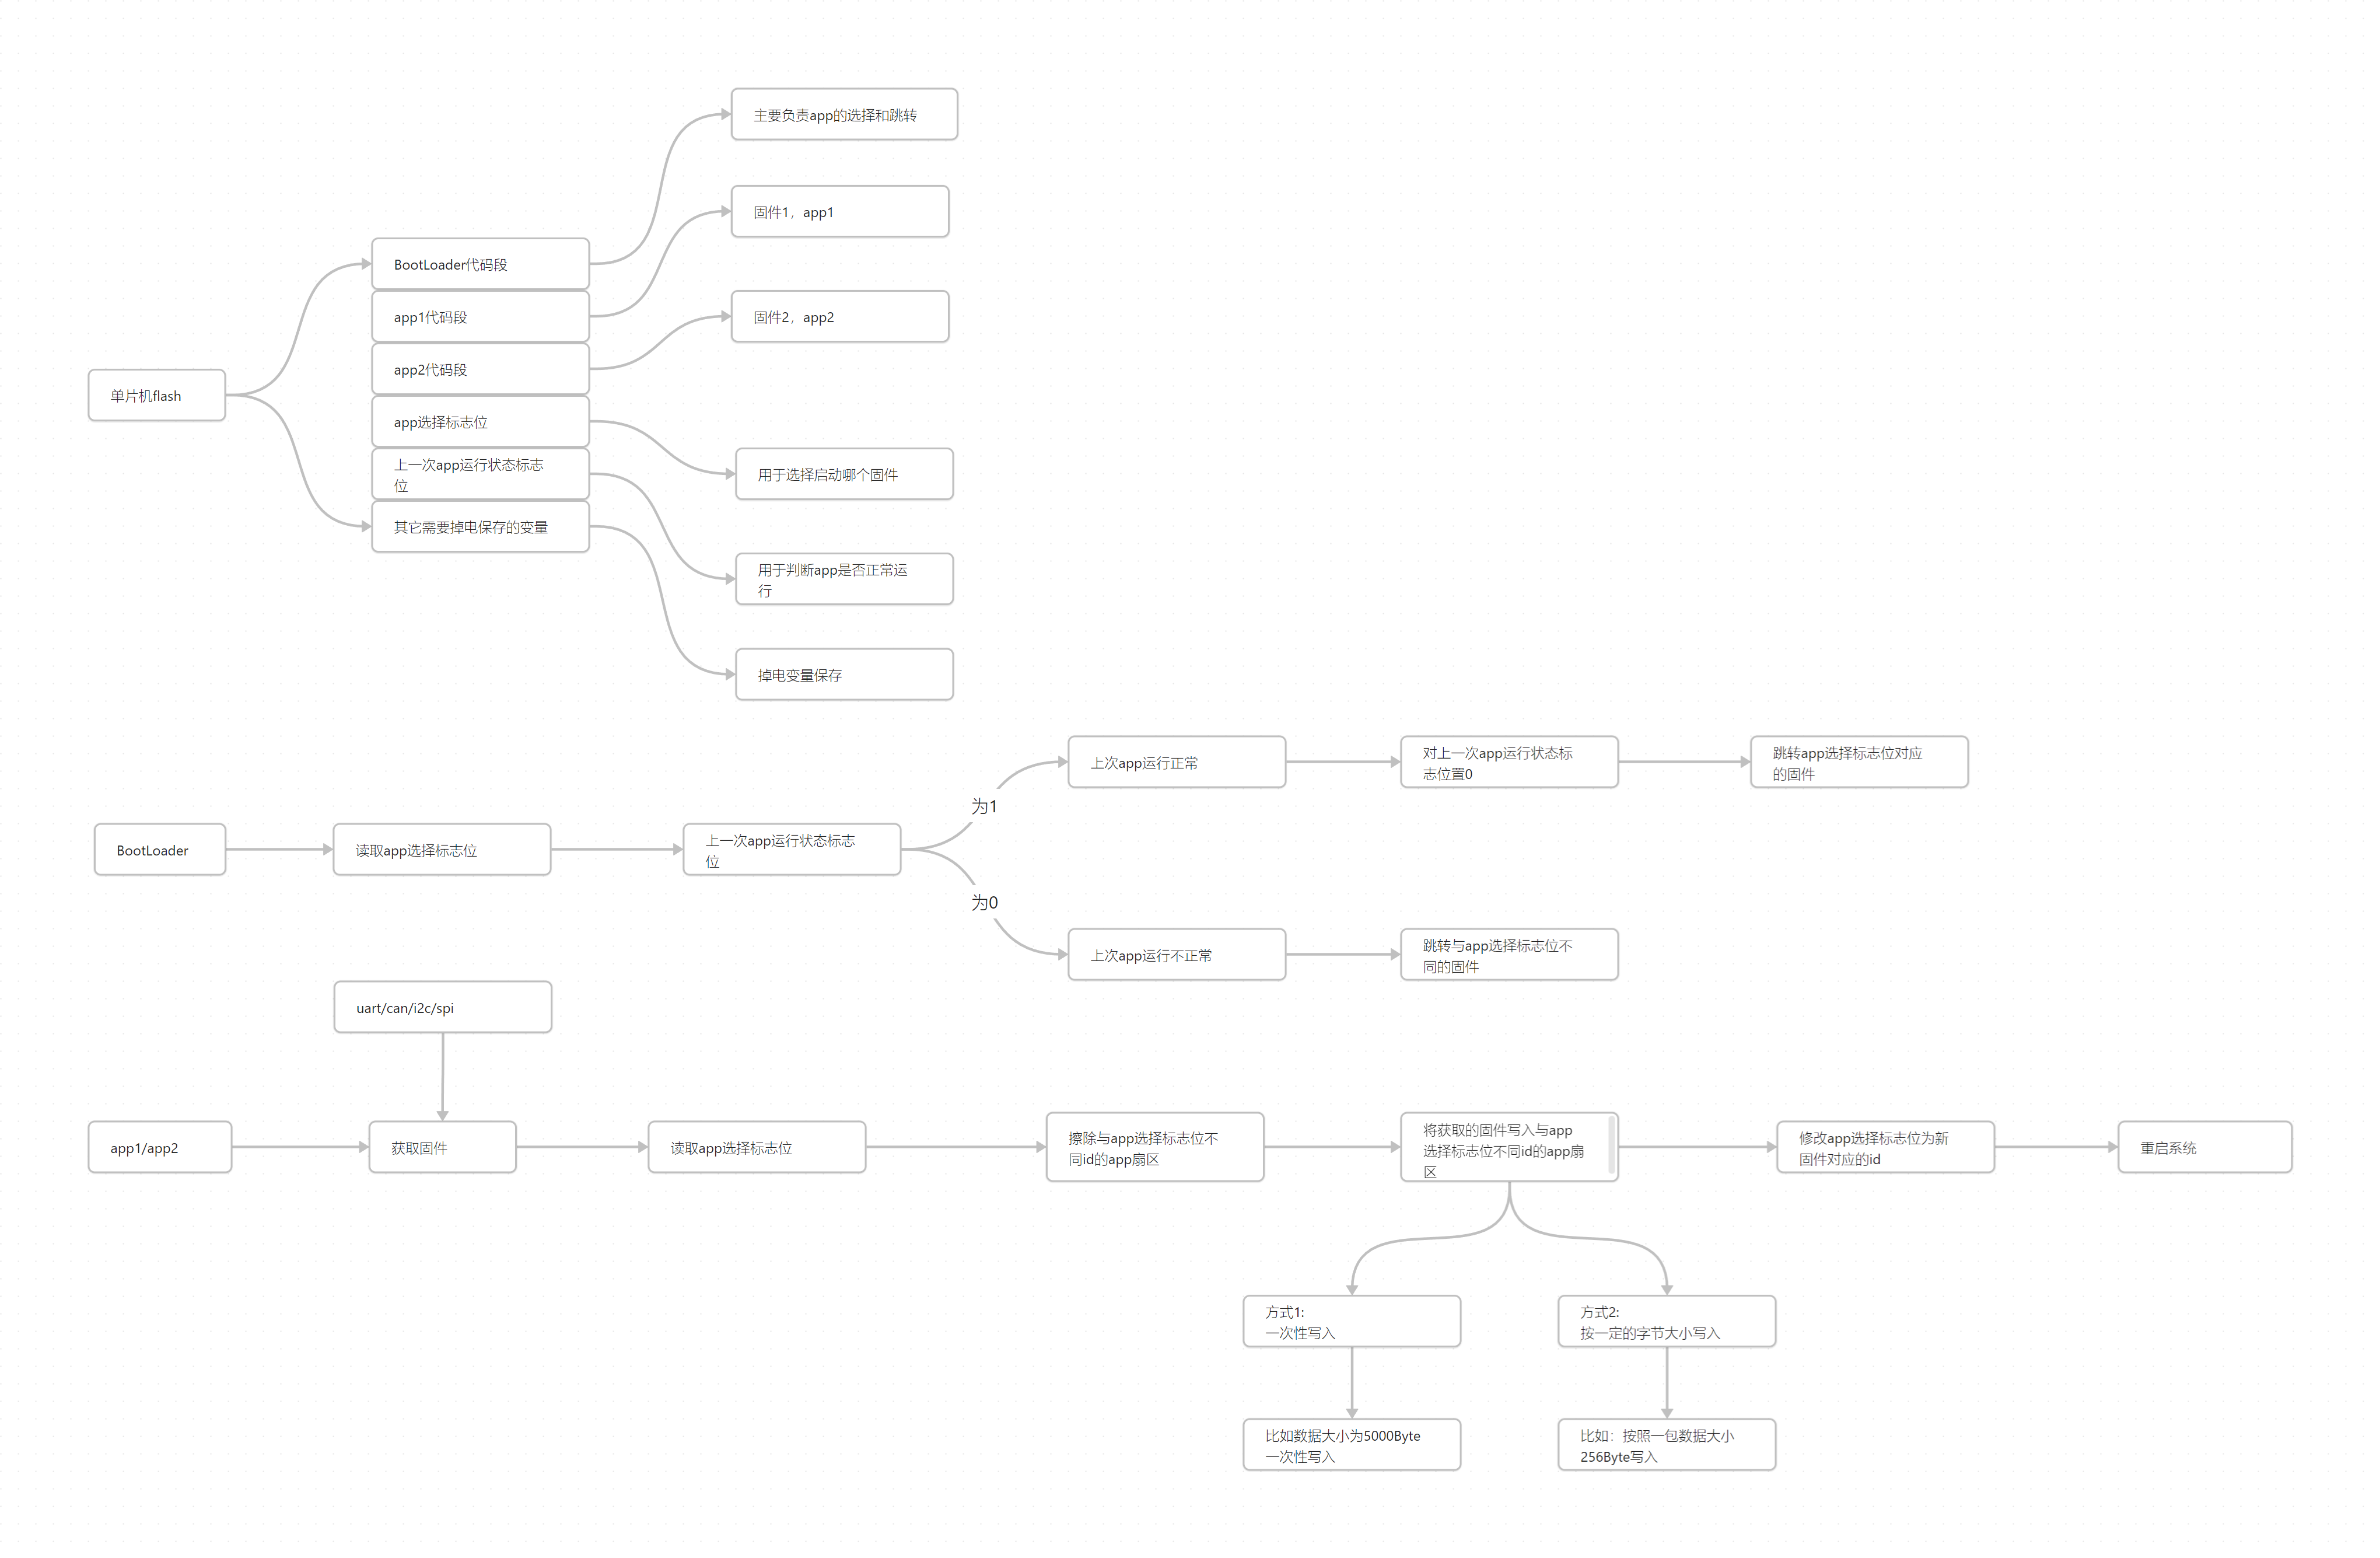 主要负责app的选择和跳转
固件1，app1
BootLoader代码段
app1代码段
固件2，app2
app2代码段
单片机flash
app选择标志位
上一次app运行状态标志
位
用于选择启动哪个固件
其它需要掉电保存的变量
用于判断app是否正常运
行
掉电变量保存
上次app运行正常
对上一次app运行状态标
志位置0
跳转app选择标志位对应
的固件
为1
BootLoader
读取app选择标志位
上一次app运行状态标志
位
为0
上次app运行不正常
跳转与app选择标志位不
同的固件
uart/can/i2c/spi
app1/app2
获取固件
读取app选择标志位
擦除与app选择标志位不
同id的app扇区
将获取的固件写入与app
选择标志位不同id的app扇
区
修改app选择标志位为新
固件对应的id
重启系统
方式1:
一次性写入
方式2:
按一定的字节大小写入
比如数据大小为5000Byte
一次性写入
比如：按照一包数据大小
256Byte写入